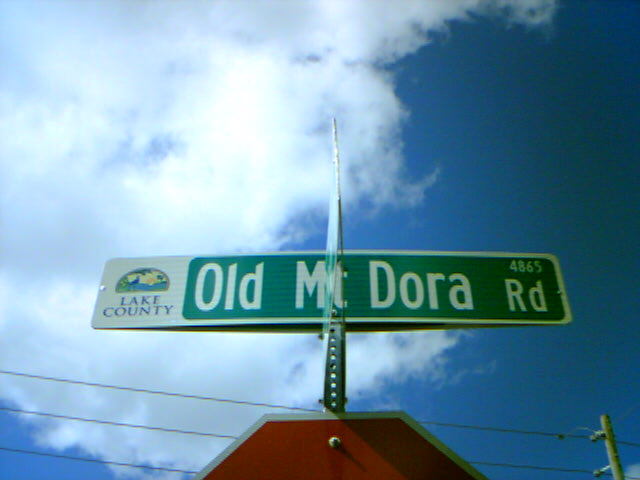 LAKE
COUNTY
Old Mt Dora Rd
4865